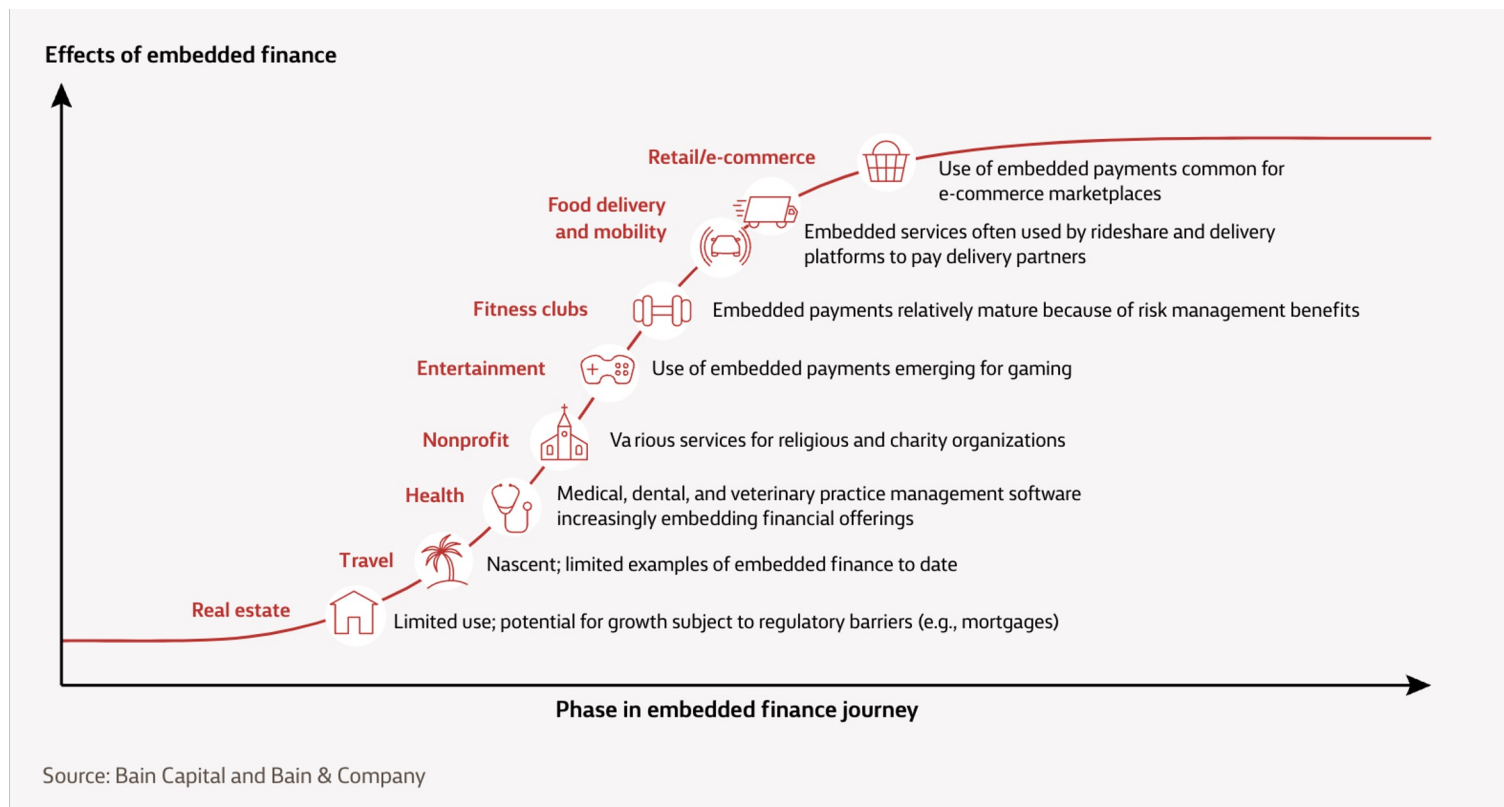 Effects of embedded finance
Retail/e-commerce
Use of embedded payments common for
e-commerce marketplaces
Food delivery
and mobility
Embedded services often used by rideshare and delivery
platforms to pay delivery partners
Fitness clubs
Embedded payments relatively mature because of risk management benefits
Entertainment
Use of embedded payments emerging for gaming
Nonprofit
Various services for religious and charity organizations
Health
Medical, dental, and veterinary practice management software
increasingly embedding financial offerings
Travel
Nascent; limited examples of embedded finance to date
Real estate
Limited use; potential for growth subject to regulatory barriers (e.g., mortgages)
Phase in embedded finance journey
Source: Bain Capital and Bain & Company